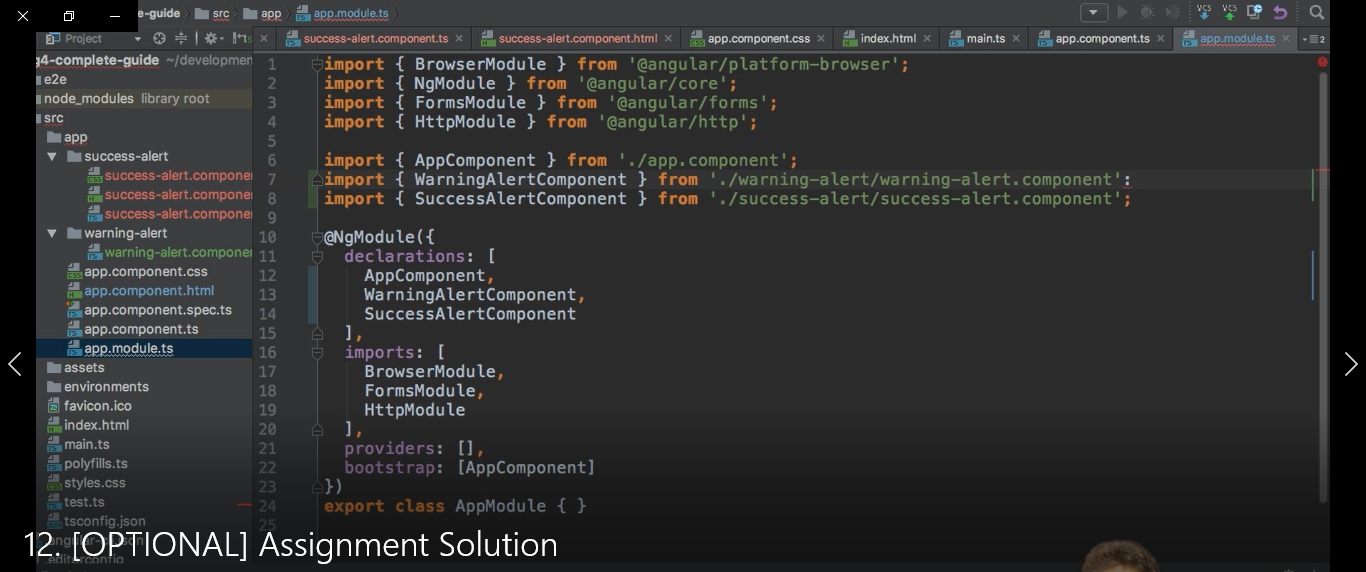 e-guide src app app.module.ts
VCS VCS
Project
success-alert.component.ts success-alert.component.html app.component.css index.html main.ts app.component.ts app.module.ts
g4-complete-guide ~/developmen
e2e
node_modules library root
src
app
success-alert
success-alert.compone
success-alert.compone
success-alert.compone
warning-alert
warning-alert.compone
app.component.css
app.component.html
app.component.spec.ts
app.component.ts
app.module.ts
assets
environments
favicon.ico
index.html
main.ts
polyfills.ts
styles.css
test.ts
tsconfig.json
.editorconfig
1 import { BrowserModule } from '@angular/platform-browser';
2 import { NgModule } from '@angular/core';
3 import { FormsModule } from '@angular/forms';
4 import { HttpModule } from '@angular/http';
5
6 import { AppComponent } from './app.component';
7 import { WarningAlertComponent } from './warning-alert/warning-alert.component':
8 import { SuccessAlertComponent } from './success-alert/success-alert.component';
9
10 @NgModule({
11 declarations: [
12 AppComponent,
13 WarningAlertComponent,
14 SuccessAlertComponent
15 ],
16 imports: [
17 BrowserModule,
18 FormsModule,
19 HttpModule
20 ],
21 providers: [],
22 bootstrap: [AppComponent]
23 })
24 export class AppModule { }
25
12. [OPTIONAL] Assignment Solution